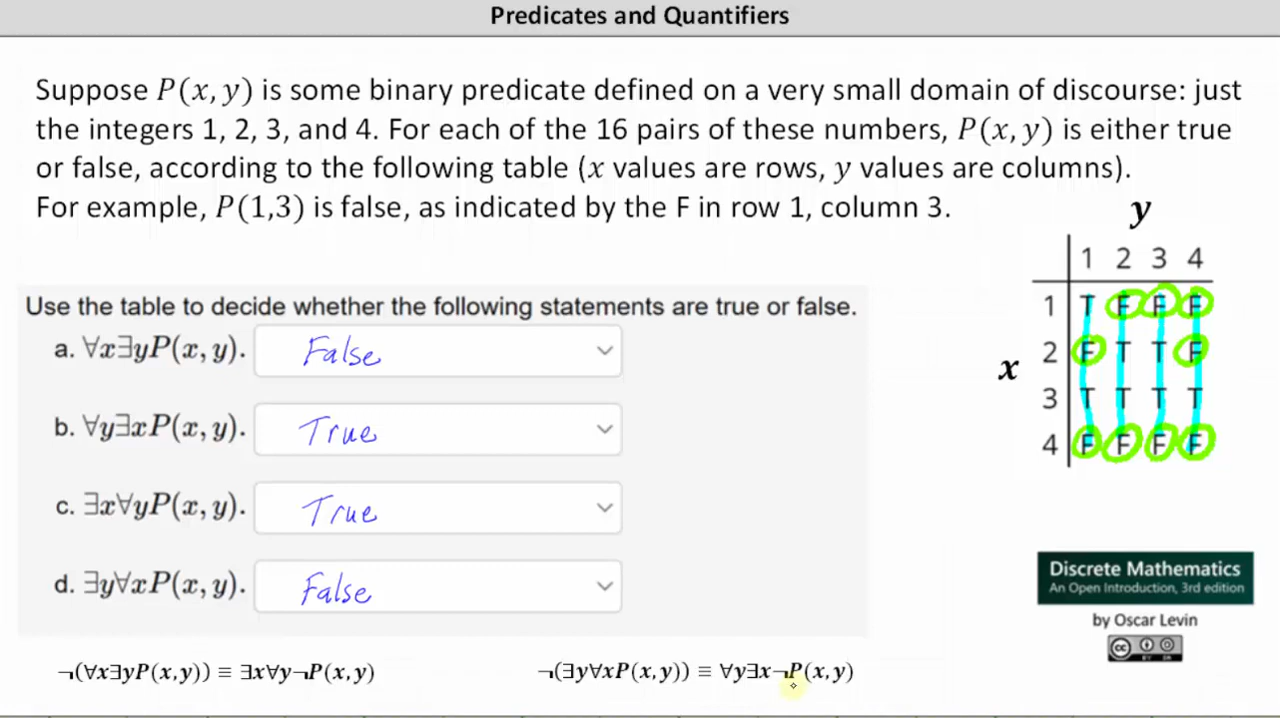 Predicates and Quantifiers
Suppose P(x, y) is some binary predicate defined on a very small domain of discourse: just
the integers 1, 2, 3, and 4. For each of the 16 pairs of these numbers, P(x, y) is either true
or false, according to the following table (x values are rows, y values are columns).
For example, P(1,3) is false, as indicated by the F in row 1, column 3.
y
1 2 3 4
1 T F F F
x
2 F T T F
3 T T T T
4 F F F F
Use the table to decide whether the following statements are true or false.
a. ∀x∃yP(x, y). False
b. ∀y∃xP(x, y). True
c. ∃x∀yP(x, y). True
d. ∃y∀xP(x, y). False
Discrete Mathematics
An Open Introduction, 3rd edition
by Oscar Levin
cc BY SA
¬(∀x∃yP(x,y)) ≡ ∃x∀y¬P(x,y)
¬(∃y∀xP(x,y)) ≡ ∀y∃x¬P(x,y)